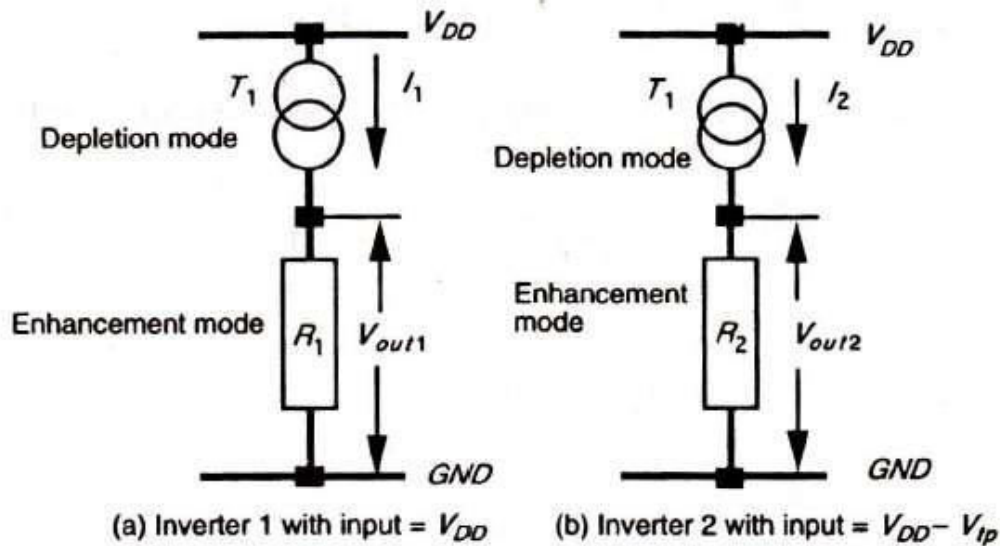 V_DD
T_1
I_1
Depletion mode
Enhancement mode
R_1
V_out1
GND
(a) Inverter 1 with input = V_DD
V_DD
T_1
I_2
Depletion mode
Enhancement
mode
R_2
V_out2
GND
(b) Inverter 2 with input = V_DD – V_tp